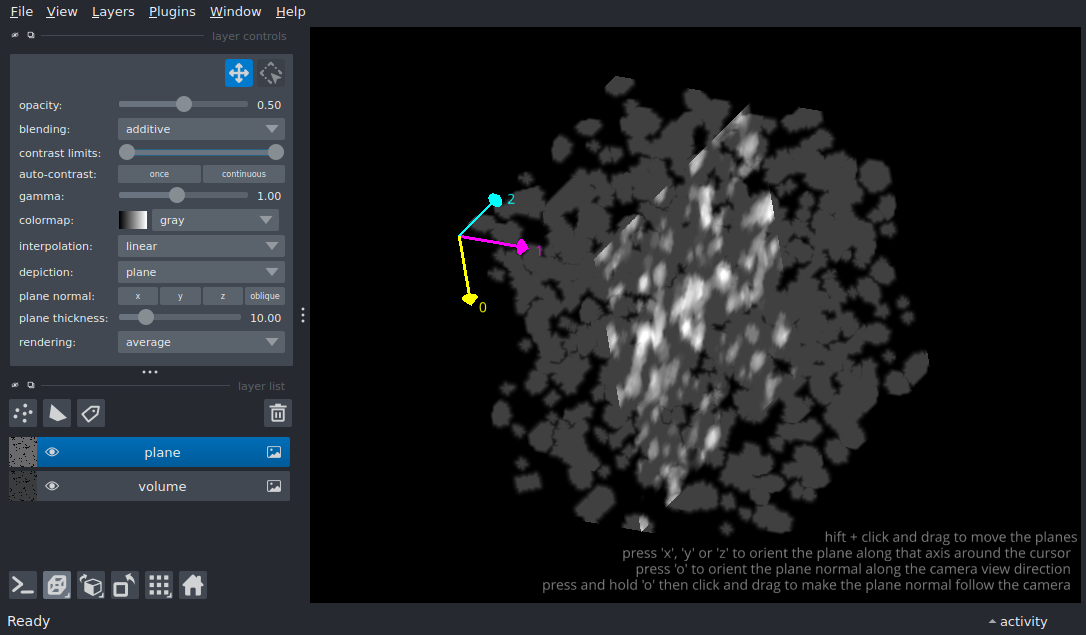 File View Layers Plugins Window Help
layer controls
opacity: 0.50
blending: additive
contrast limits:
auto-contrast: once continuous
gamma: 1.00
colormap: gray
interpolation: linear
depiction: plane
plane normal: x y z oblique
plane thickness: 10.00
rendering: average
layer list
plane
volume
2
1
0
hift + click and drag to move the planes
press 'x', 'y' or 'z' to orient the plane along that axis around the cursor
press 'o' to orient the plane normal along the camera view direction
press and hold 'o' then click and drag to make the plane normal follow the camera
Ready
activity